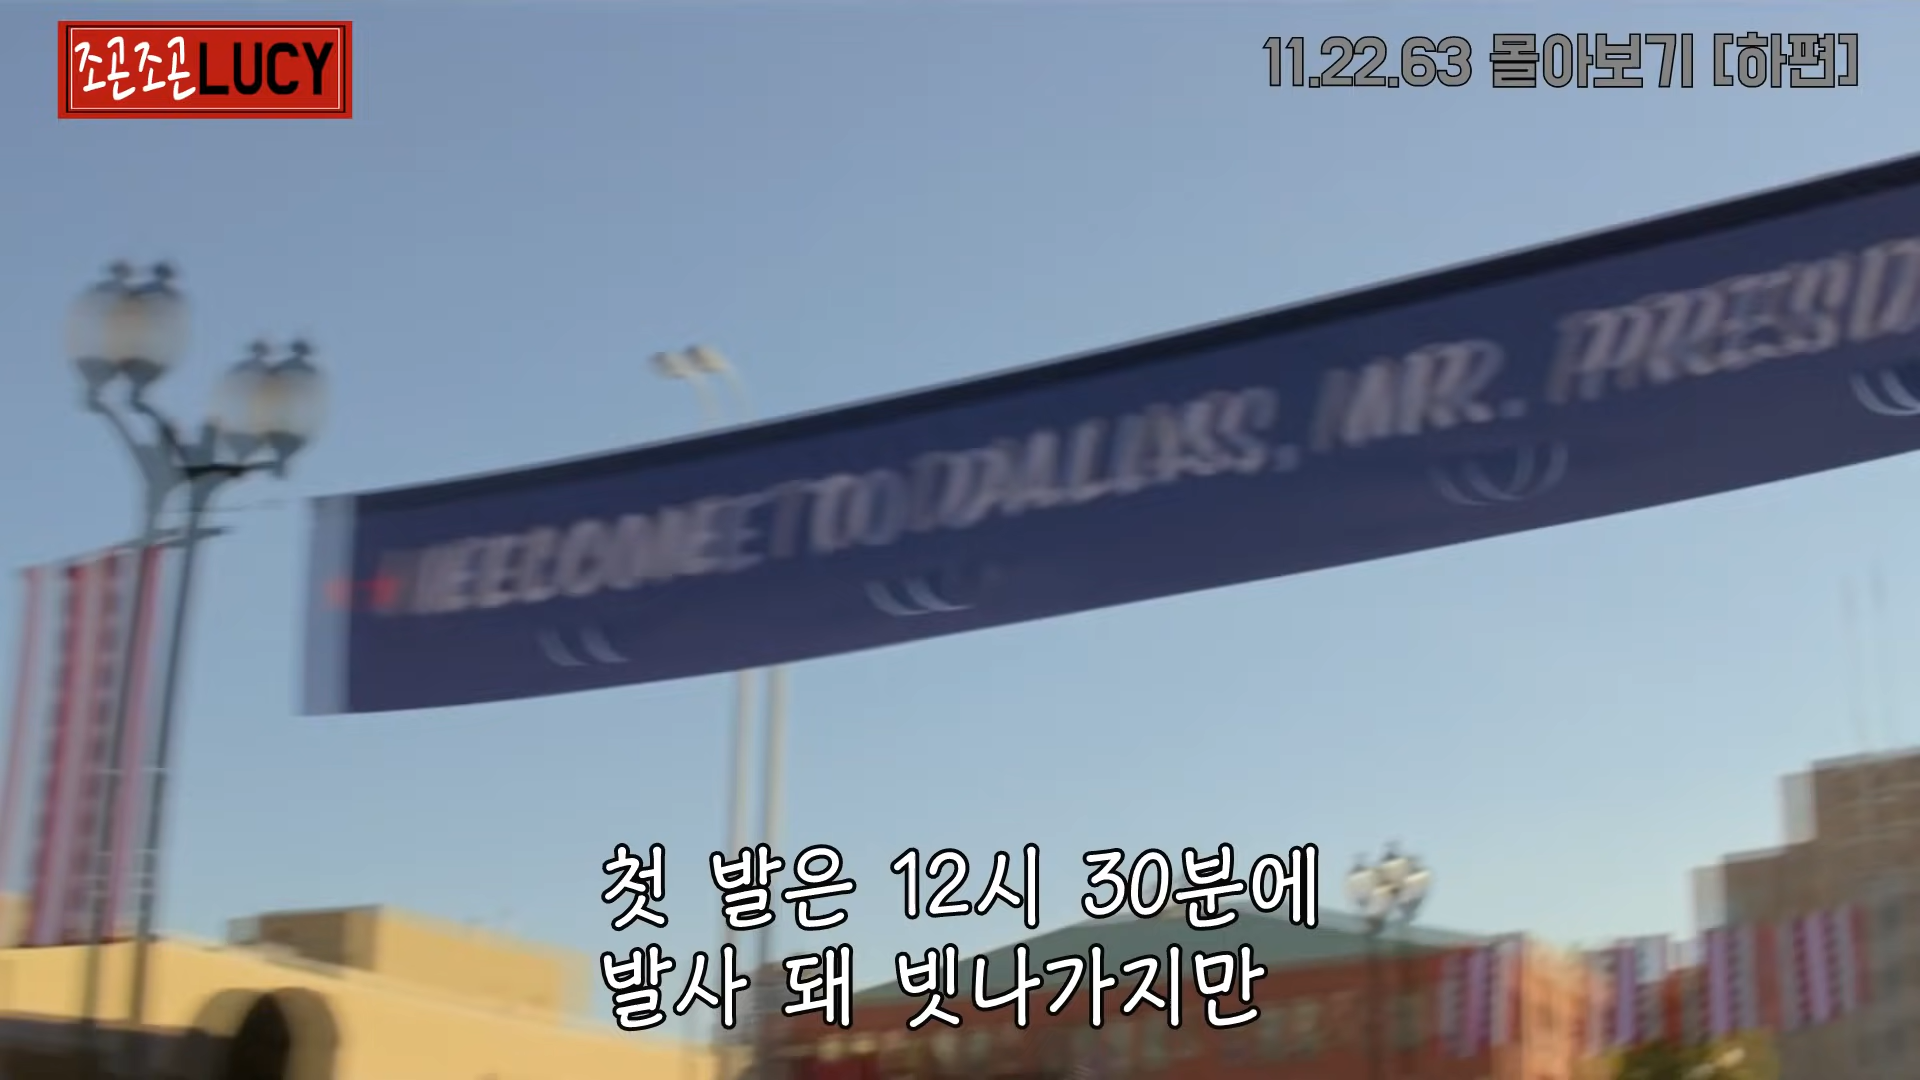 조곤조곤LUCY
11.22.63 몰아보기 [하편]
WELCOME TO DALLAS, MR. PRESID
첫 발은 12시 30분에
발사 돼 빗나가지만